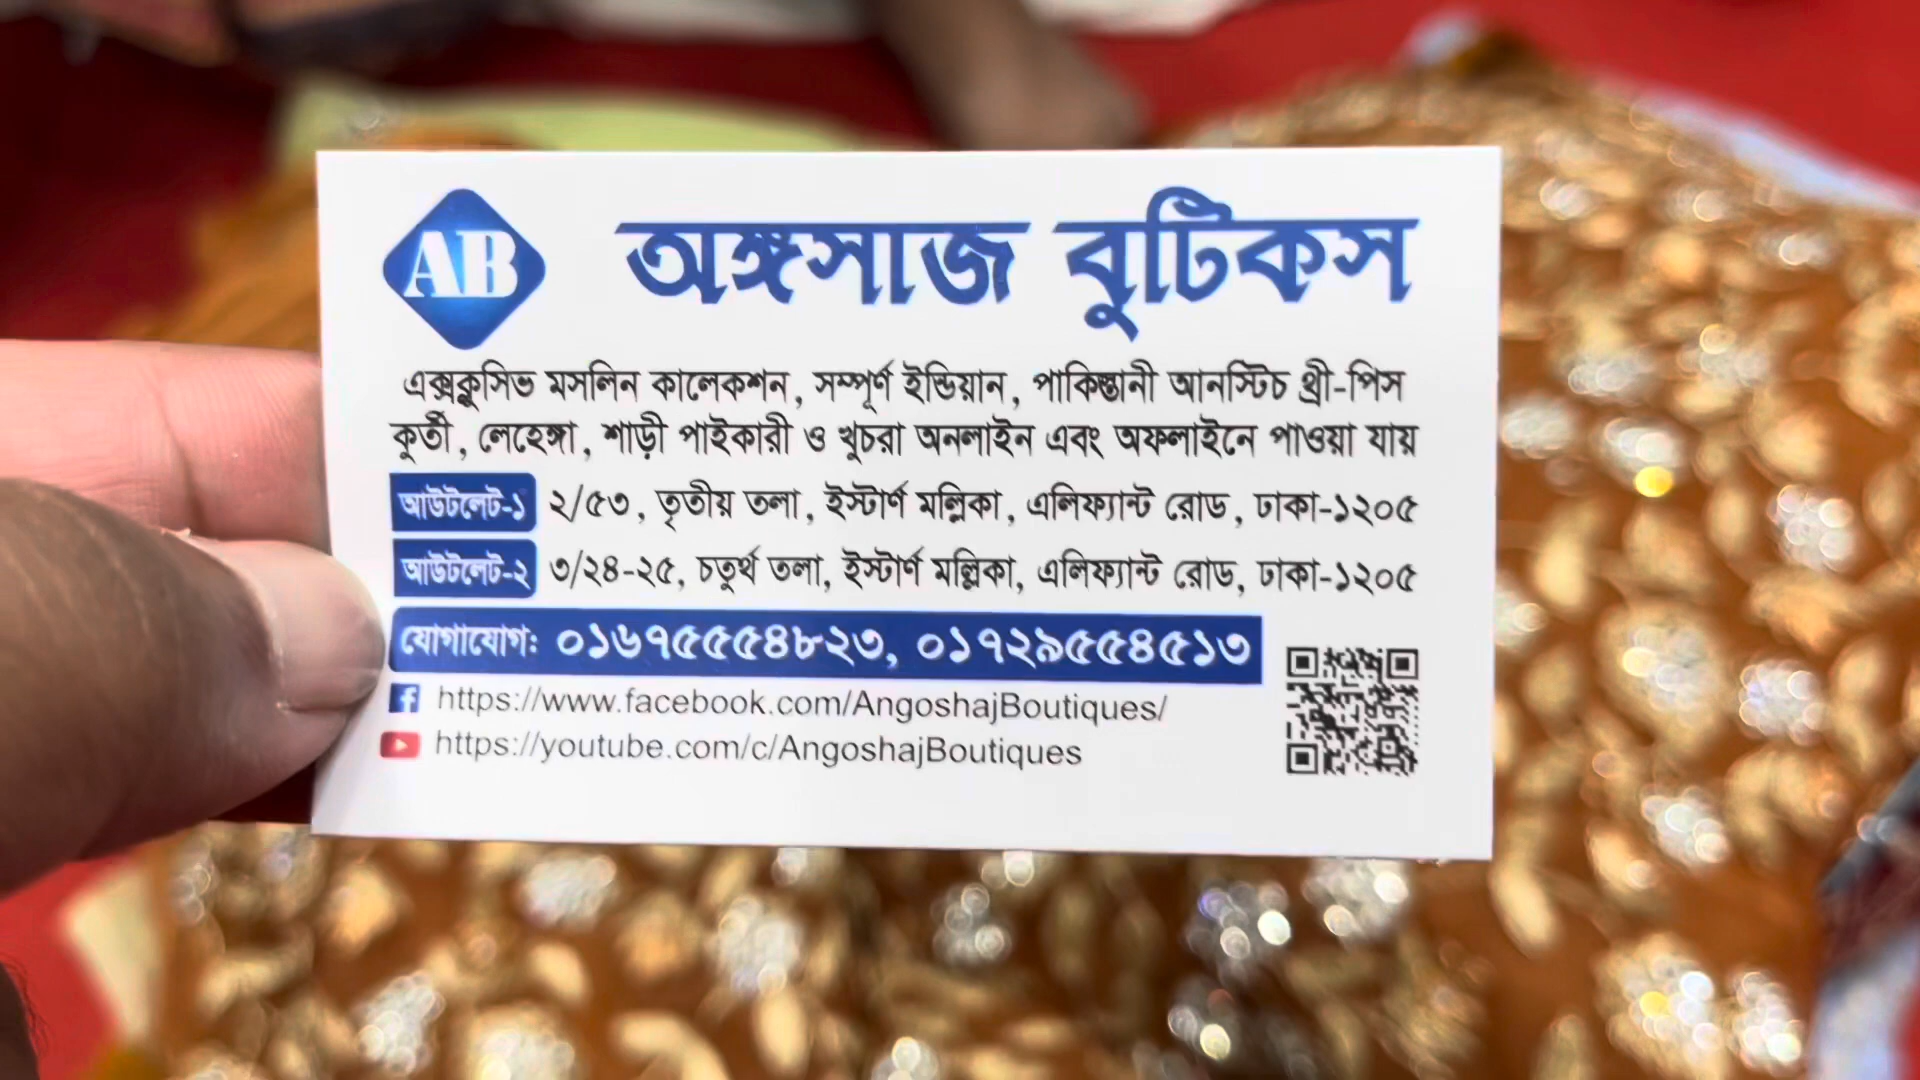 AB
অঙ্গসাজ বুটিকস
এক্সক্লুসিভ মসলিন কালেকশন, সম্পূর্ণ ইন্ডিয়ান, পাকিস্তানী আনস্টিচ থ্রী-পিস
কুর্তী, লেহেঙ্গা, শাড়ী পাইকারী ও খুচরা অনলাইন এবং অফলাইনে পাওয়া যায়
আউটলেট-১ ২/৫৩, তৃতীয় তলা, ইস্টার্ণ মল্লিকা, এলিফ্যান্ট রোড, ঢাকা-১২০৫
আউটলেট-২ ৩/২৪-২৫, চতুর্থ তলা, ইস্টার্ণ মল্লিকা, এলিফ্যান্ট রোড, ঢাকা-১২০৫
যোগাযোগ: ০১৬৭৫৫৫৪৮২৩, ০১৭২৯৫৫৪৫১৩
https://www.facebook.com/AngoshajBoutiques/
https://youtube.com/c/AngoshajBoutiques